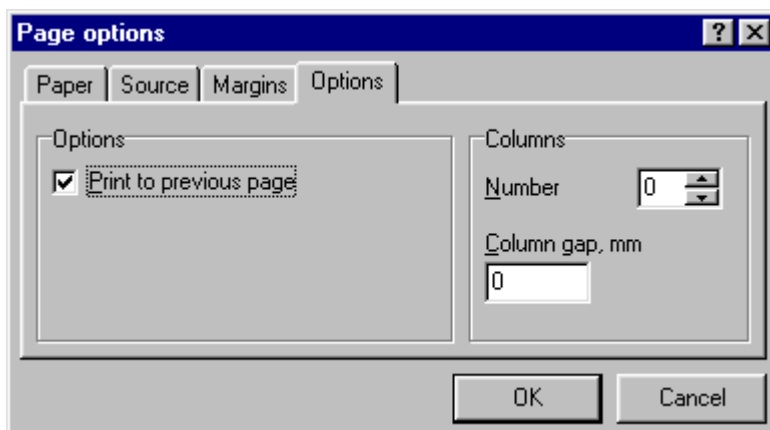 Page options
Paper Source Margins Options
Options
Print to previous page
Columns
Number 0
Column gap, mm
0
OK Cancel